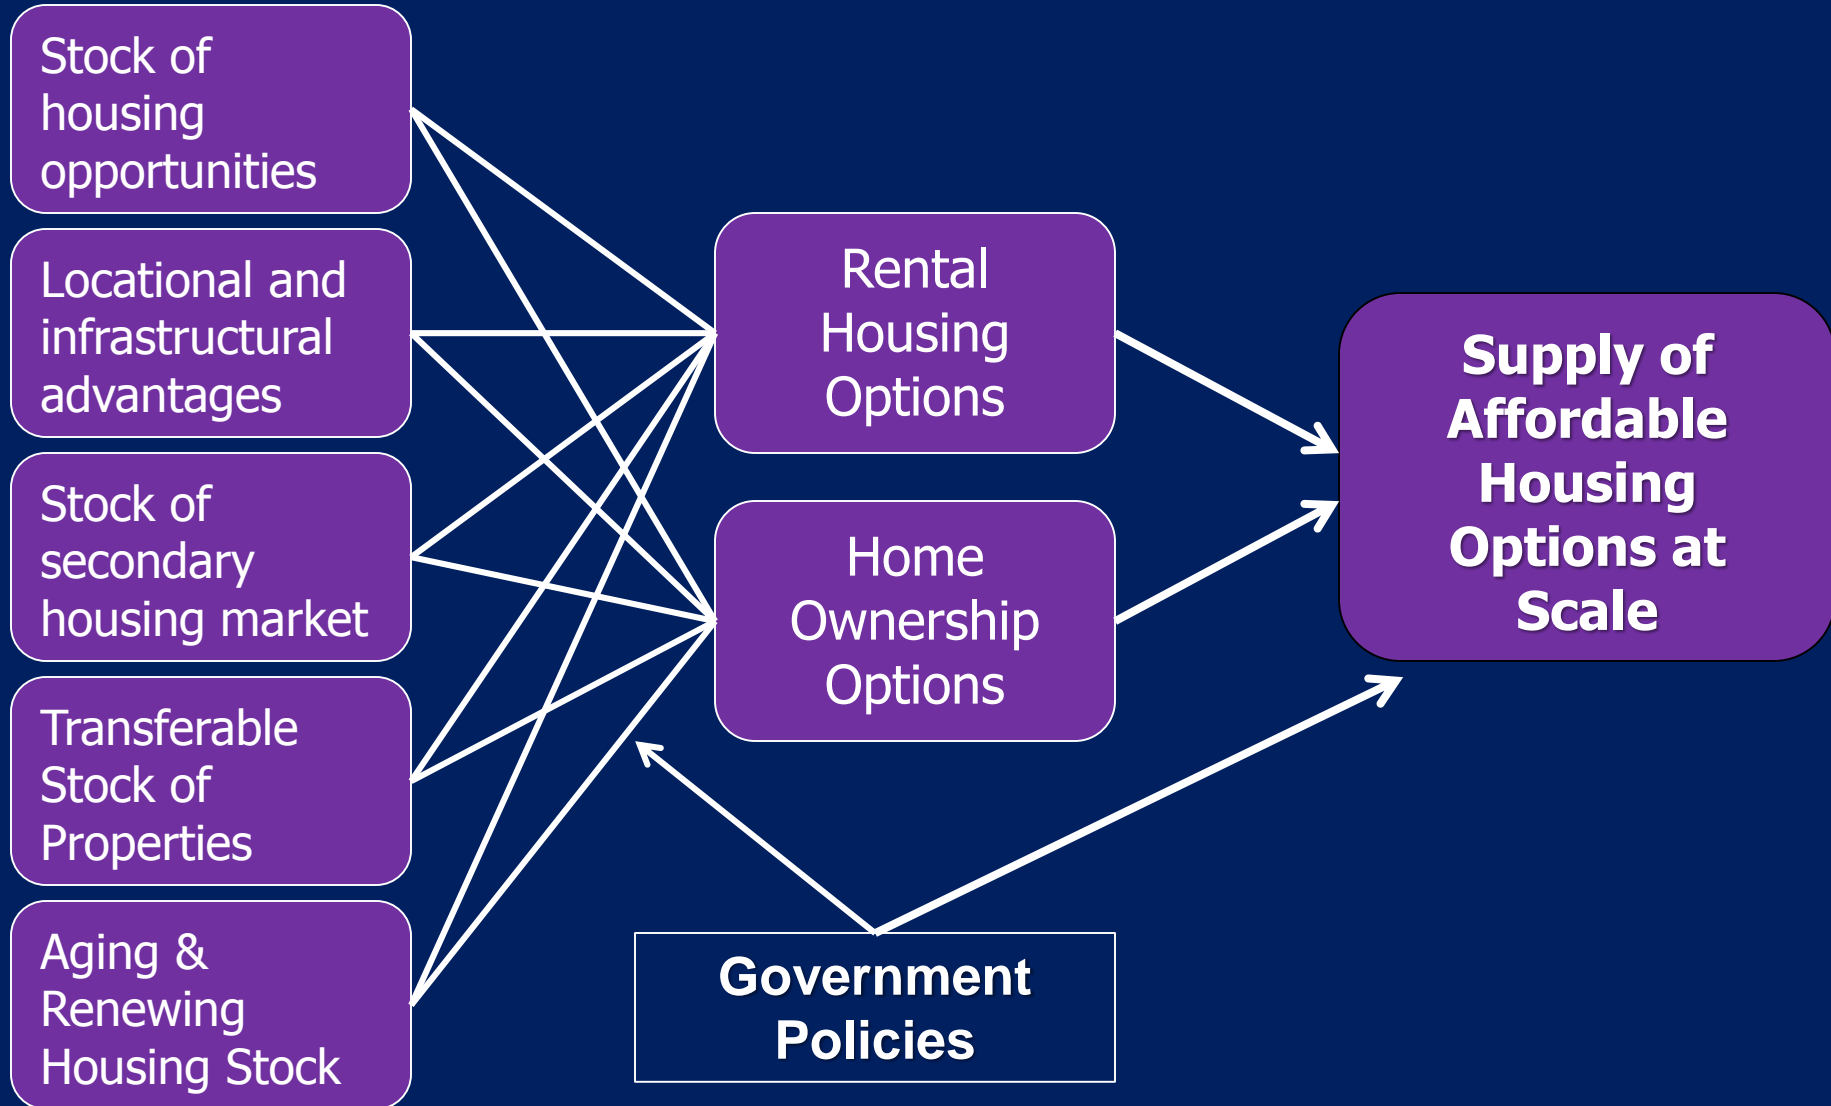 Stock of
housing
opportunities
Locational and
infrastructural
advantages
Stock of
secondary
housing market
Transferable
Stock of
Properties
Aging &
Renewing
Housing Stock
Rental
Housing
Options
Home
Ownership
Options
Government
Policies
Supply of
Affordable
Housing
Options at
Scale